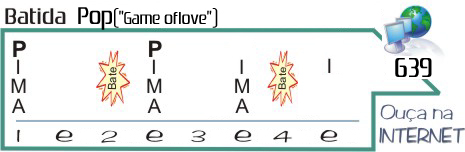 Batida Pop("Game oflove")
P P
I Bate I I Bate I
M M M
A A A
1 e 2 e 3 e 4 e
639
Ouça na
INTERNET